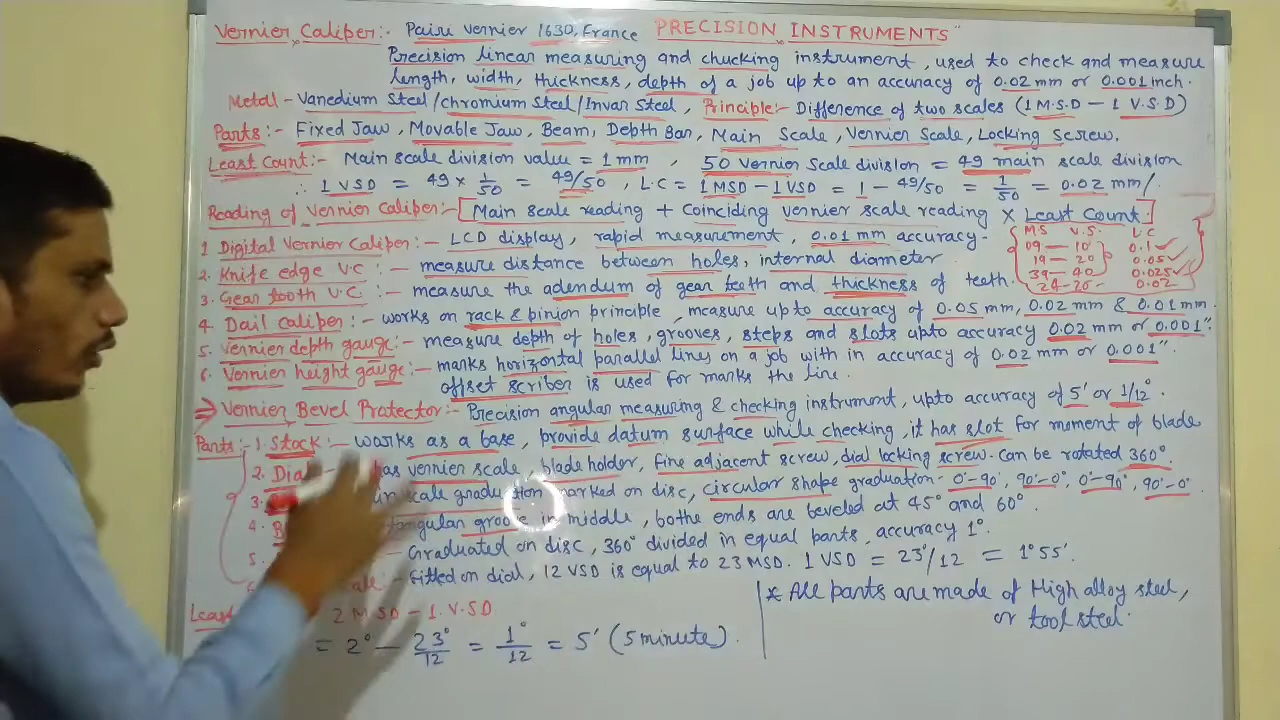 Vernier Caliper:- Pairu vernier 1630, France PRECISION INSTRUMENTS"
Precision linear measuring and chucking instrument, used to check and measure
length, width, thickness, depth of a job up to an accuracy of 0.02 mm or 0.001 inch.
Metal - Vanedium Steel/chromium Steel/Invar Steel, Principle:- Difference of two scales (1 M.S.D - 1 V.S.D)
Parts:- Fixed Jaw, Movable Jaw, Beam, Depth Bar, Main Scale, Vernier Scale, Locking Screw.
Least Count:- Main scale division value = 1 mm, 50 Vernier Scale division = 49 main scale division
∴ 1 VSD = 49 × 1/50 = 49/50, L.C = 1MSD - 1VSD = 1 - 49/50 = 1/50 = 0.02 mm/.
Reading of Vernier Caliper:- [Main scale reading + Coinciding vernier scale reading × Least Count.]
M.S V.S. L.C
09 - 10 0.1 ✓
19 - 20 0.05 ✓
39 - 40 0.025 ✓
24-25 - 0.02
1 Digital Vernier Caliper:- LCD display, rapid measurement, 0.01 mm accuracy.
2. Knife edge V.C :- measure distance between holes, internal diameter
3. Gear tooth V.C :- measure the adendum of gear teeth and thickness of teeth.
4. Dail caliper :- works on rack & pinion principle, measure up to accuracy of 0.05 mm, 0.02 mm & 0.01 mm.
5. Vernier depth gauge:- measure depth of holes, grooves, steps and slots upto accuracy 0.02 mm or 0.001".
6. Vernier height gauge:- marks horizontal parallel lines on a job with in accuracy of 0.02 mm or 0.001".
offset scriber is used for marks the line.
⇒ Vernier Bevel Protector:- Precision angular measuring & checking instrument, upto accuracy of 5' or 1/12°.
Parts:- 1. Stock:- works as a base, provide datum surface while checking, it has slot for moment of blade
2. Dia has vernier scale, blade holder, fine adjacent screw, dial locking screw. Can be rotated 360°.
3. scale graduation marked on disc, circular shape graduation- 0°-90°, 90°-0°, 0°-90°, 90°-0°
4. groove in middle, bothe ends are beveled at 45° and 60°.
5. - Graduated on disc, 360° divided in equal parts, accuracy 1°.
- fitted on dial, 12 VSD is equal to 23 MSD. 1 VSD = 23°/12 = 1° 55'.
Least 2 MSD - 1.V.SD
= 2° - 23°/12 = 1°/12 = 5' (5 minute).
* All parts are made of High alloy steel,
or tool steel.